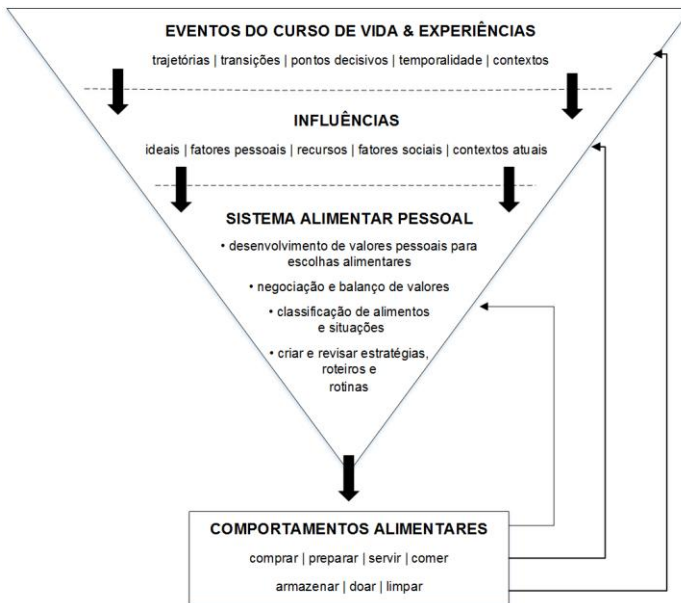 EVENTOS DO CURSO DE VIDA & EXPERIÊNCIAS
trajetórias | transições | pontos decisivos | temporalidade | contextos
INFLUÊNCIAS
ideais | fatores pessoais | recursos | fatores sociais | contextos atuais
SISTEMA ALIMENTAR PESSOAL
• desenvolvimento de valores pessoais para
escolhas alimentares
• negociação e balanço de valores
• classificação de alimentos
e situações
• criar e revisar estratégias,
roteiros e
rotinas
COMPORTAMENTOS ALIMENTARES
comprar | preparar | servir | comer
armazenar | doar | limpar